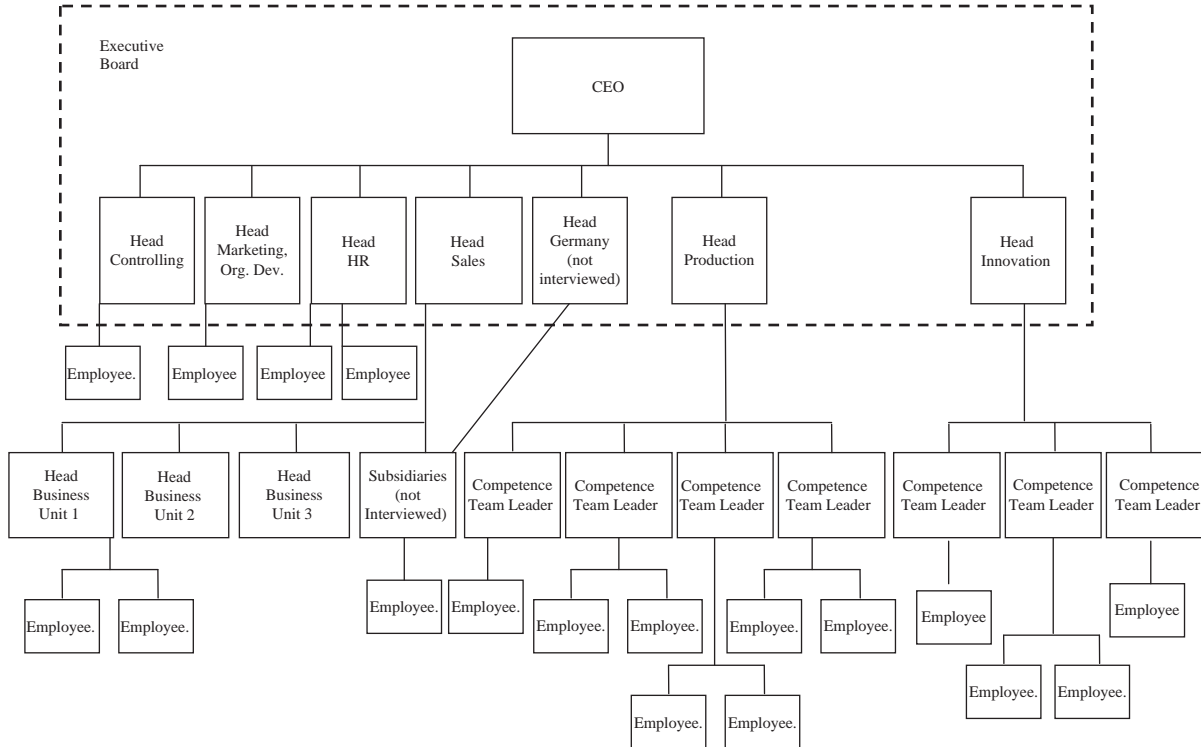 Executive
Board
CEO
Head
Controlling
Head
Marketing,
Org. Dev.
Head
HR
Head
Sales
Head
Germany
(not
interviewed)
Head
Production
Head
Innovation
Employee.
Employee
Employee
Employee
Head
Business
Unit 1
Head
Business
Unit 2
Head
Business
Unit 3
Subsidiaries
(not
Interviewed)
Competence
Team Leader
Competence
Team Leader
Competence
Team Leader
Competence
Team Leader
Competence
Team Leader
Competence
Team Leader
Competence
Team Leader
Employee.
Employee.
Employee.
Employee.
Employee.
Employee.
Employee.
Employee.
Employee
Employee
Employee.
Employee.
Employee.
Employee.